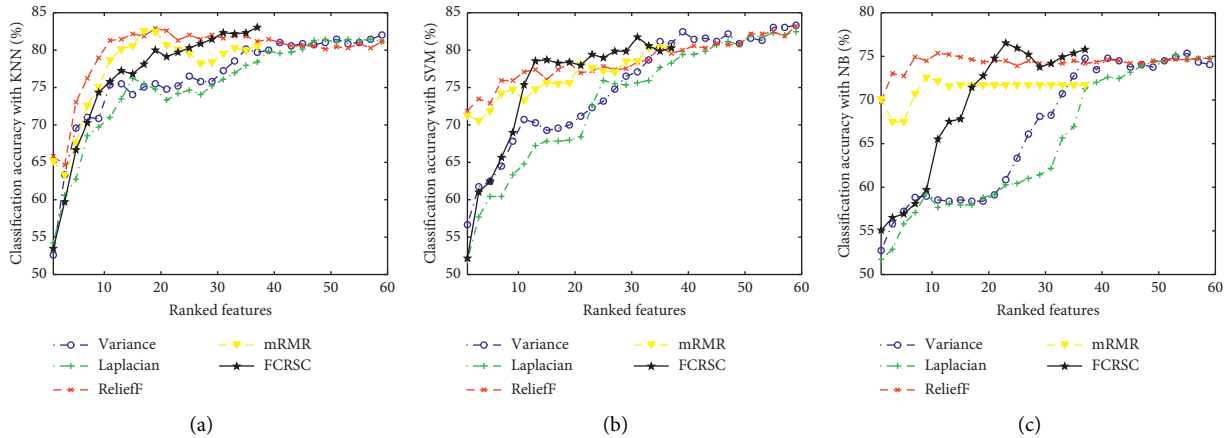 Classification accuracy with KNN (%)
85
80
75
70
65
60
55
50
10
20
30
40
50
60
Ranked features
Variance
Laplacian
ReliefF
mRMR
FCRSC
(a)
Classification accuracy with SVM (%)
85
80
75
70
65
60
55
50
10
20
30
40
50
60
Ranked features
Variance
Laplacian
ReliefF
mRMR
FCRSC
(b)
Classification a ccuracy with NB (%)
80
75
70
65
60
55
50
10
20
30
40
50
60
Ranked features
Variance
Laplacian
ReliefF
mRMR
FCRSC
(c)